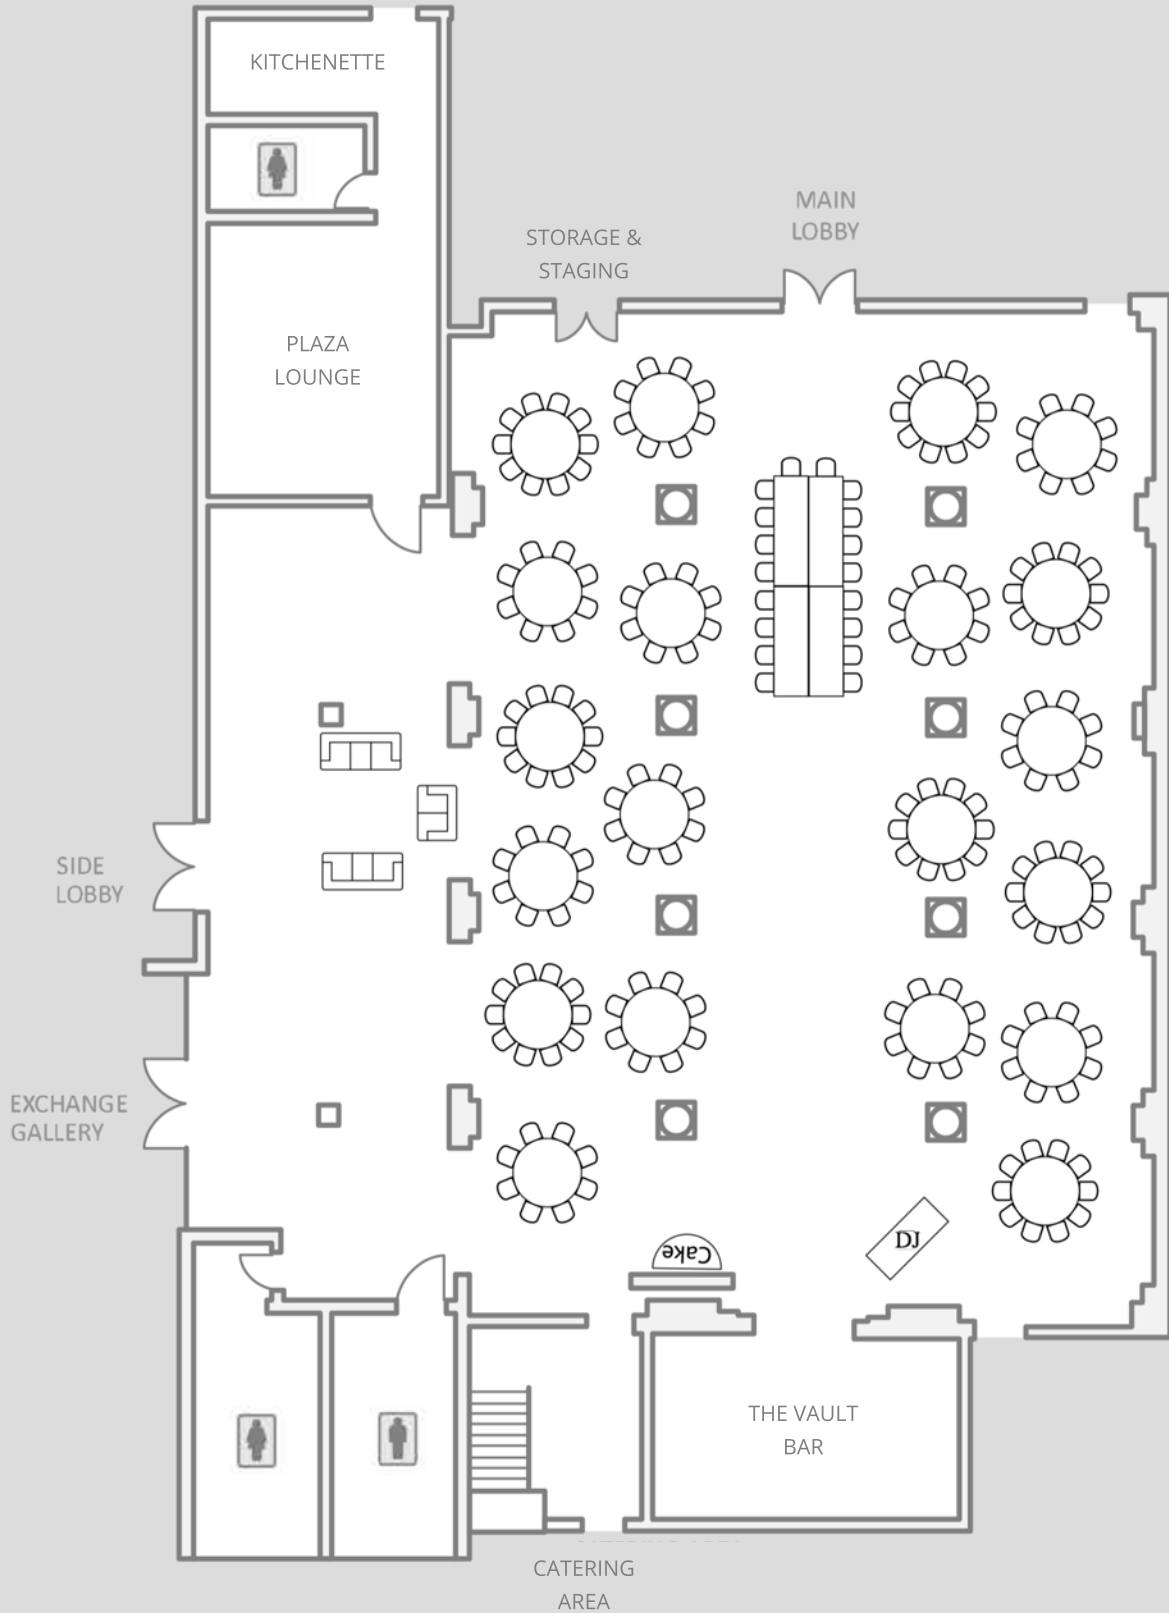 KITCHENETTE
MAIN
LOBBY
STORAGE &
STAGING
PLAZA
LOUNGE
SIDE
LOBBY
EXCHANGE
GALLERY
Cake
DJ
THE VAULT
BAR
CATERING
AREA